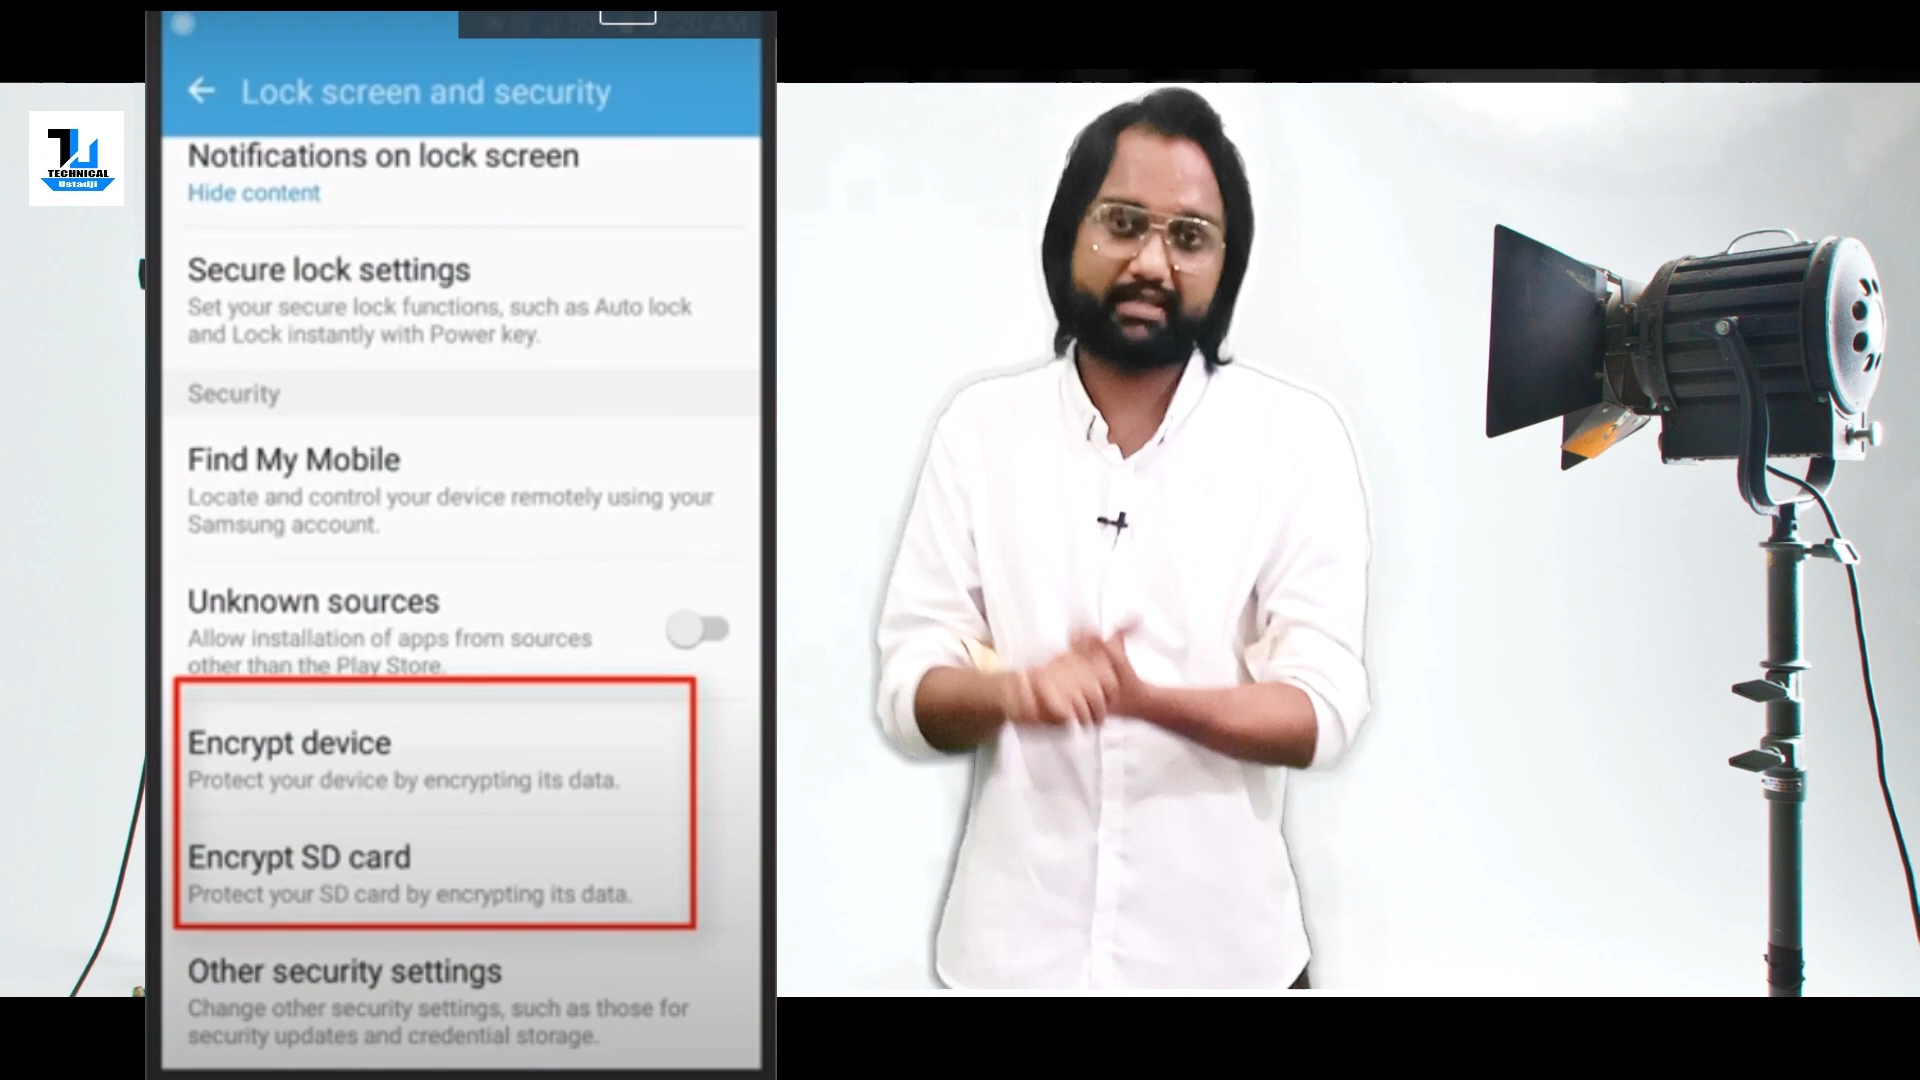 TU
TECHNICAL
Ustadji
Lock screen and security
Notifications on lock screen
Hide content
Secure lock settings
Set your secure lock functions, such as Auto lock
and Lock instantly with Power key.
Security
Find My Mobile
Locate and control your device remotely using your
Samsung account.
Unknown sources
Allow installation of apps from sources
other than the Play Store.
Encrypt device
Protect your device by encrypting its data.
Encrypt SD card
Protect your SD card by encrypting its data.
Other security settings
Change other security settings, such as those for
security updates and credential storage.